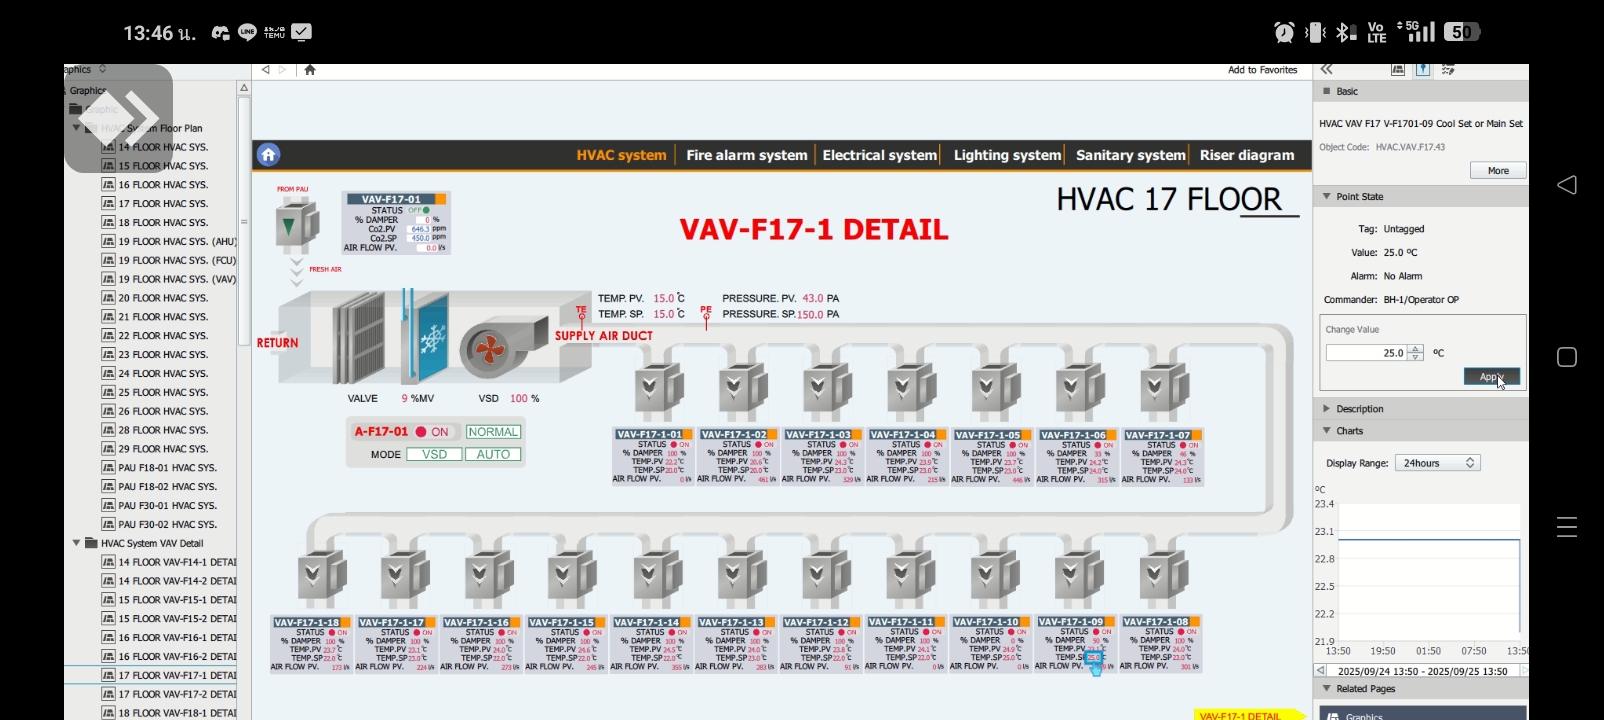 13:46 น.
LINE
TEMU
Vo LTE
5G
50
aphics
Graphics
Graphic
HVAC System Floor Plan
14 FLOOR HVAC SYS.
15 FLOOR HVAC SYS.
16 FLOOR HVAC SYS.
17 FLOOR HVAC SYS.
18 FLOOR HVAC SYS.
19 FLOOR HVAC SYS. (AHU)
19 FLOOR HVAC SYS. (FCU)
19 FLOOR HVAC SYS. (VAV)
20 FLOOR HVAC SYS.
21 FLOOR HVAC SYS.
22 FLOOR HVAC SYS.
23 FLOOR HVAC SYS.
24 FLOOR HVAC SYS.
25 FLOOR HVAC SYS.
26 FLOOR HVAC SYS.
28 FLOOR HVAC SYS.
29 FLOOR HVAC SYS.
PAU F18-01 HVAC SYS.
PAU F18-02 HVAC SYS.
PAU F30-01 HVAC SYS.
PAU F30-02 HVAC SYS.
HVAC System VAV Detail
14 FLOOR VAV-F14-1 DETAI
14 FLOOR VAV-F14-2 DETAI
15 FLOOR VAV-F15-1 DETAI
15 FLOOR VAV-F15-2 DETAI
16 FLOOR VAV-F16-1 DETAI
16 FLOOR VAV-F16-2 DETAI
17 FLOOR VAV-F17-1 DETAI
17 FLOOR VAV-F17-2 DETAI
18 FLOOR VAV-F18-1 DETAI
Add to Favorites
HVAC system | Fire alarm system | Electrical system | Lighting system | Sanitary system | Riser diagram
HVAC 17 FLOOR
VAV-F17-1 DETAIL
FROM PAU
VAV-F17-01
STATUS OFF
% DAMPER 0 %
Co2.PV 646.3 ppm
Co2.SP 450.0 ppm
AIR FLOW PV. 0.0 l/s
FRESH AIR
TEMP. PV. 15.0 °C PRESSURE. PV. 43.0 PA
TEMP. SP. 15.0 °C PRESSURE. SP. 150.0 PA
TE
PE
SUPPLY AIR DUCT
RETURN
VALVE 9 %MV VSD 100 %
A-F17-01 ON NORMAL
MODE VSD AUTO
VAV-F17-1-01
STATUS ON
% DAMPER 100 %
TEMP.PV 22.2°C
TEMP.SP 20.0°C
AIR FLOW PV. 0 l/s
VAV-F17-1-02
STATUS ON
% DAMPER 100 %
TEMP.PV 20.6°C
TEMP.SP 20.0°C
AIR FLOW PV. 461 l/s
VAV-F17-1-03
STATUS ON
% DAMPER 100 %
TEMP.PV 24.3°C
TEMP.SP 23.0°C
AIR FLOW PV. 329 l/s
VAV-F17-1-04
STATUS ON
% DAMPER 100 %
TEMP.PV 23.9°C
TEMP.SP 23.0°C
AIR FLOW PV. 215 l/s
VAV-F17-1-05
STATUS ON
% DAMPER 100 %
TEMP.PV 23.7°C
TEMP.SP 23.0°C
AIR FLOW PV. 446 l/s
VAV-F17-1-06
STATUS ON
% DAMPER 33 %
TEMP.PV 24.2°C
TEMP.SP 24.0°C
AIR FLOW PV. 315 l/s
VAV-F17-1-07
STATUS ON
% DAMPER 46 %
TEMP.PV 24.3°C
TEMP.SP 24.0°C
AIR FLOW PV. 133 l/s
VAV-F17-1-18
STATUS ON
% DAMPER 100 %
TEMP.PV 23.7°C
TEMP.SP 22.0°C
AIR FLOW PV. 173 l/s
VAV-F17-1-17
STATUS ON
% DAMPER 100 %
TEMP.PV 24.2°C
TEMP.SP 23.0°C
AIR FLOW PV. 224 l/s
VAV-F17-1-16
STATUS ON
% DAMPER 100 %
TEMP.PV 24.6°C
TEMP.SP 22.0°C
AIR FLOW PV. 273 l/s
VAV-F17-1-15
STATUS ON
% DAMPER 100 %
TEMP.PV 24.6°C
TEMP.SP 23.0°C
AIR FLOW PV. 245 l/s
VAV-F17-1-14
STATUS ON
% DAMPER 100 %
TEMP.PV 24.5°C
TEMP.SP 22.0°C
AIR FLOW PV. 355 l/s
VAV-F17-1-13
STATUS ON
% DAMPER 100 %
TEMP.PV 23.8°C
TEMP.SP 22.0°C
AIR FLOW PV. 283 l/s
VAV-F17-1-12
STATUS ON
% DAMPER 100 %
TEMP.PV 23.8°C
TEMP.SP 22.0°C
AIR FLOW PV. 91 l/s
VAV-F17-1-11
STATUS ON
% DAMPER 100 %
TEMP.PV 24.1°C
TEMP.SP 22.0°C
AIR FLOW PV. 0 l/s
VAV-F17-1-10
STATUS ON
% DAMPER 0 %
TEMP.PV 24.9°C
TEMP.SP 25.0°C
AIR FLOW PV. 0 l/s
VAV-F17-1-09
STATUS ON
% DAMPER 50 %
TEMP.PV
TEMP.SP 25.0
AIR FLOW PV.
VAV-F17-1-08
STATUS ON
% DAMPER 100 %
TEMP.PV 24.0°C
TEMP.SP 23.0°C
AIR FLOW PV. 301 l/s
VAV-F17-1 DETAIL
Basic
HVAC VAV F17 V-F1701-09 Cool Set or Main Set
Object Code: HVAC.VAV.F17.43
More
Point State
Tag: Untagged
Value: 25.0 ºC
Alarm: No Alarm
Commander: BH-1/Operator OP
Change Value
25.0 ºC
Apply
Description
Charts
Display Range: 24hours
ºC
23.4
23.1
22.8
22.5
22.2
21.9
13:50 19:50 01:50 07:50 13:50
2025/09/24 13:50 - 2025/09/25 13:50
Related Pages
Graphics